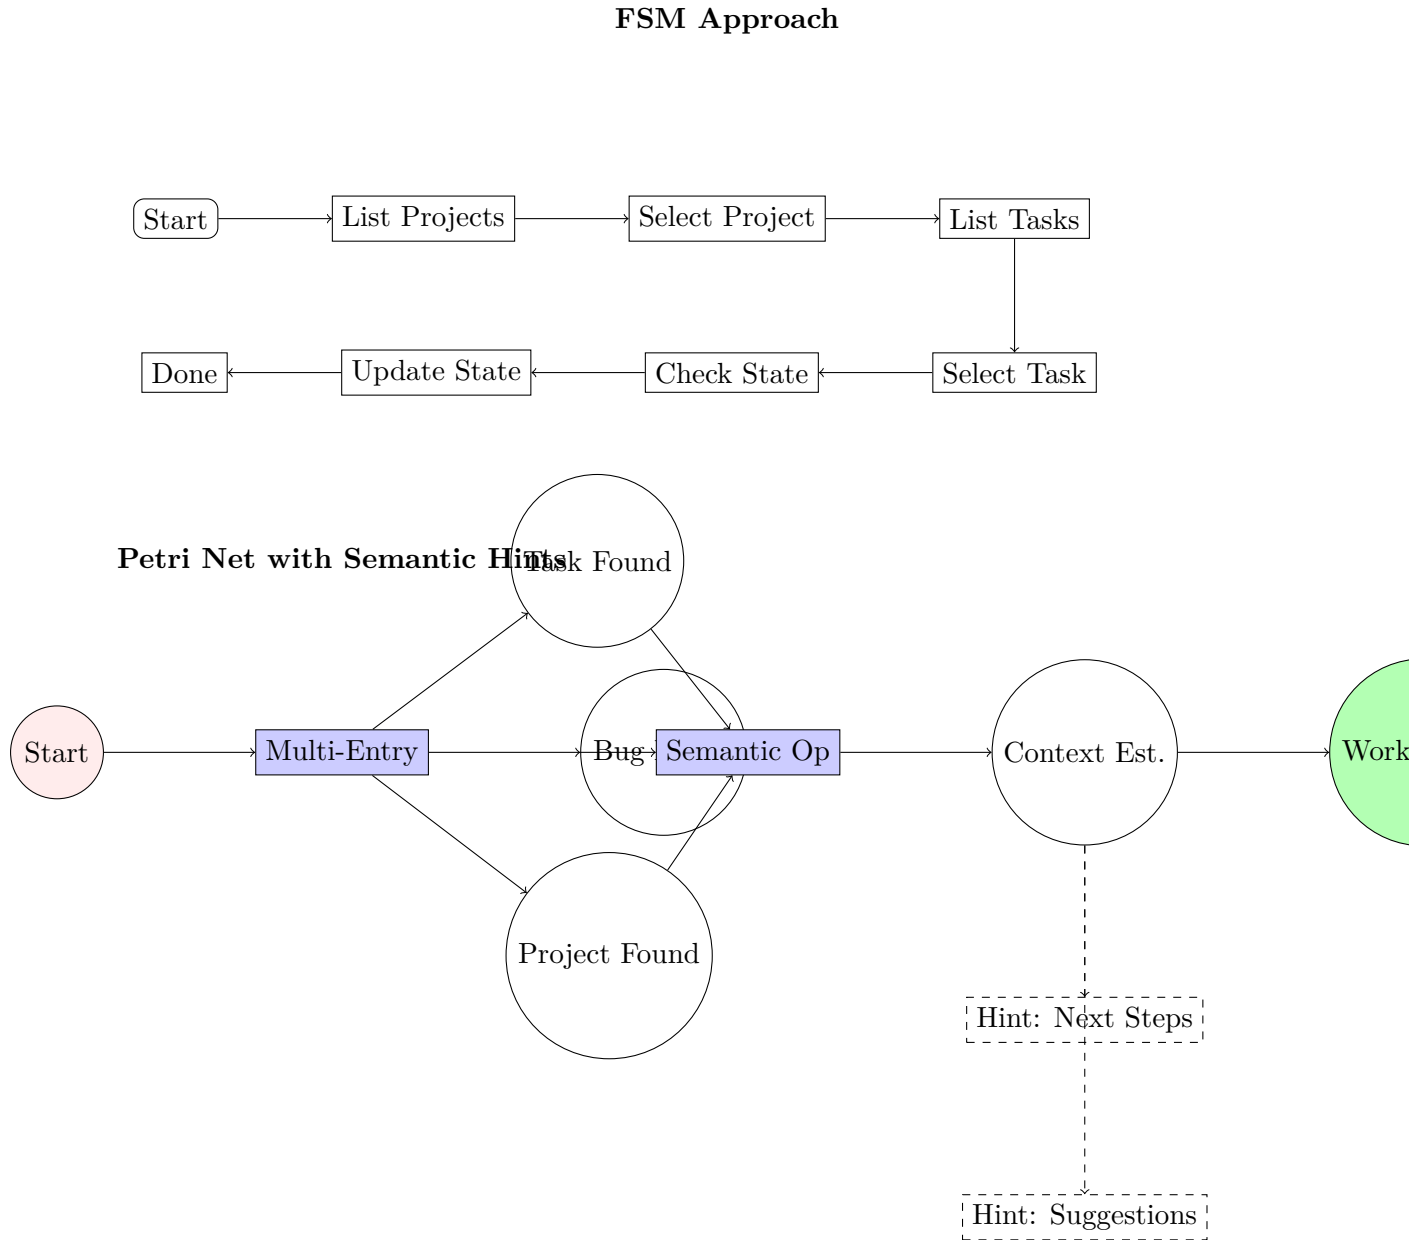 FSM Approach
Start
List Projects
Select Project
List Tasks
Done
Update State
Check State
Select Task
Petri Net with Semantic Hints
Task Found
Start
Multi-Entry
Bug
Semantic Op
Context Est.
Work
Project Found
Hint: Next Steps
Hint: Suggestions